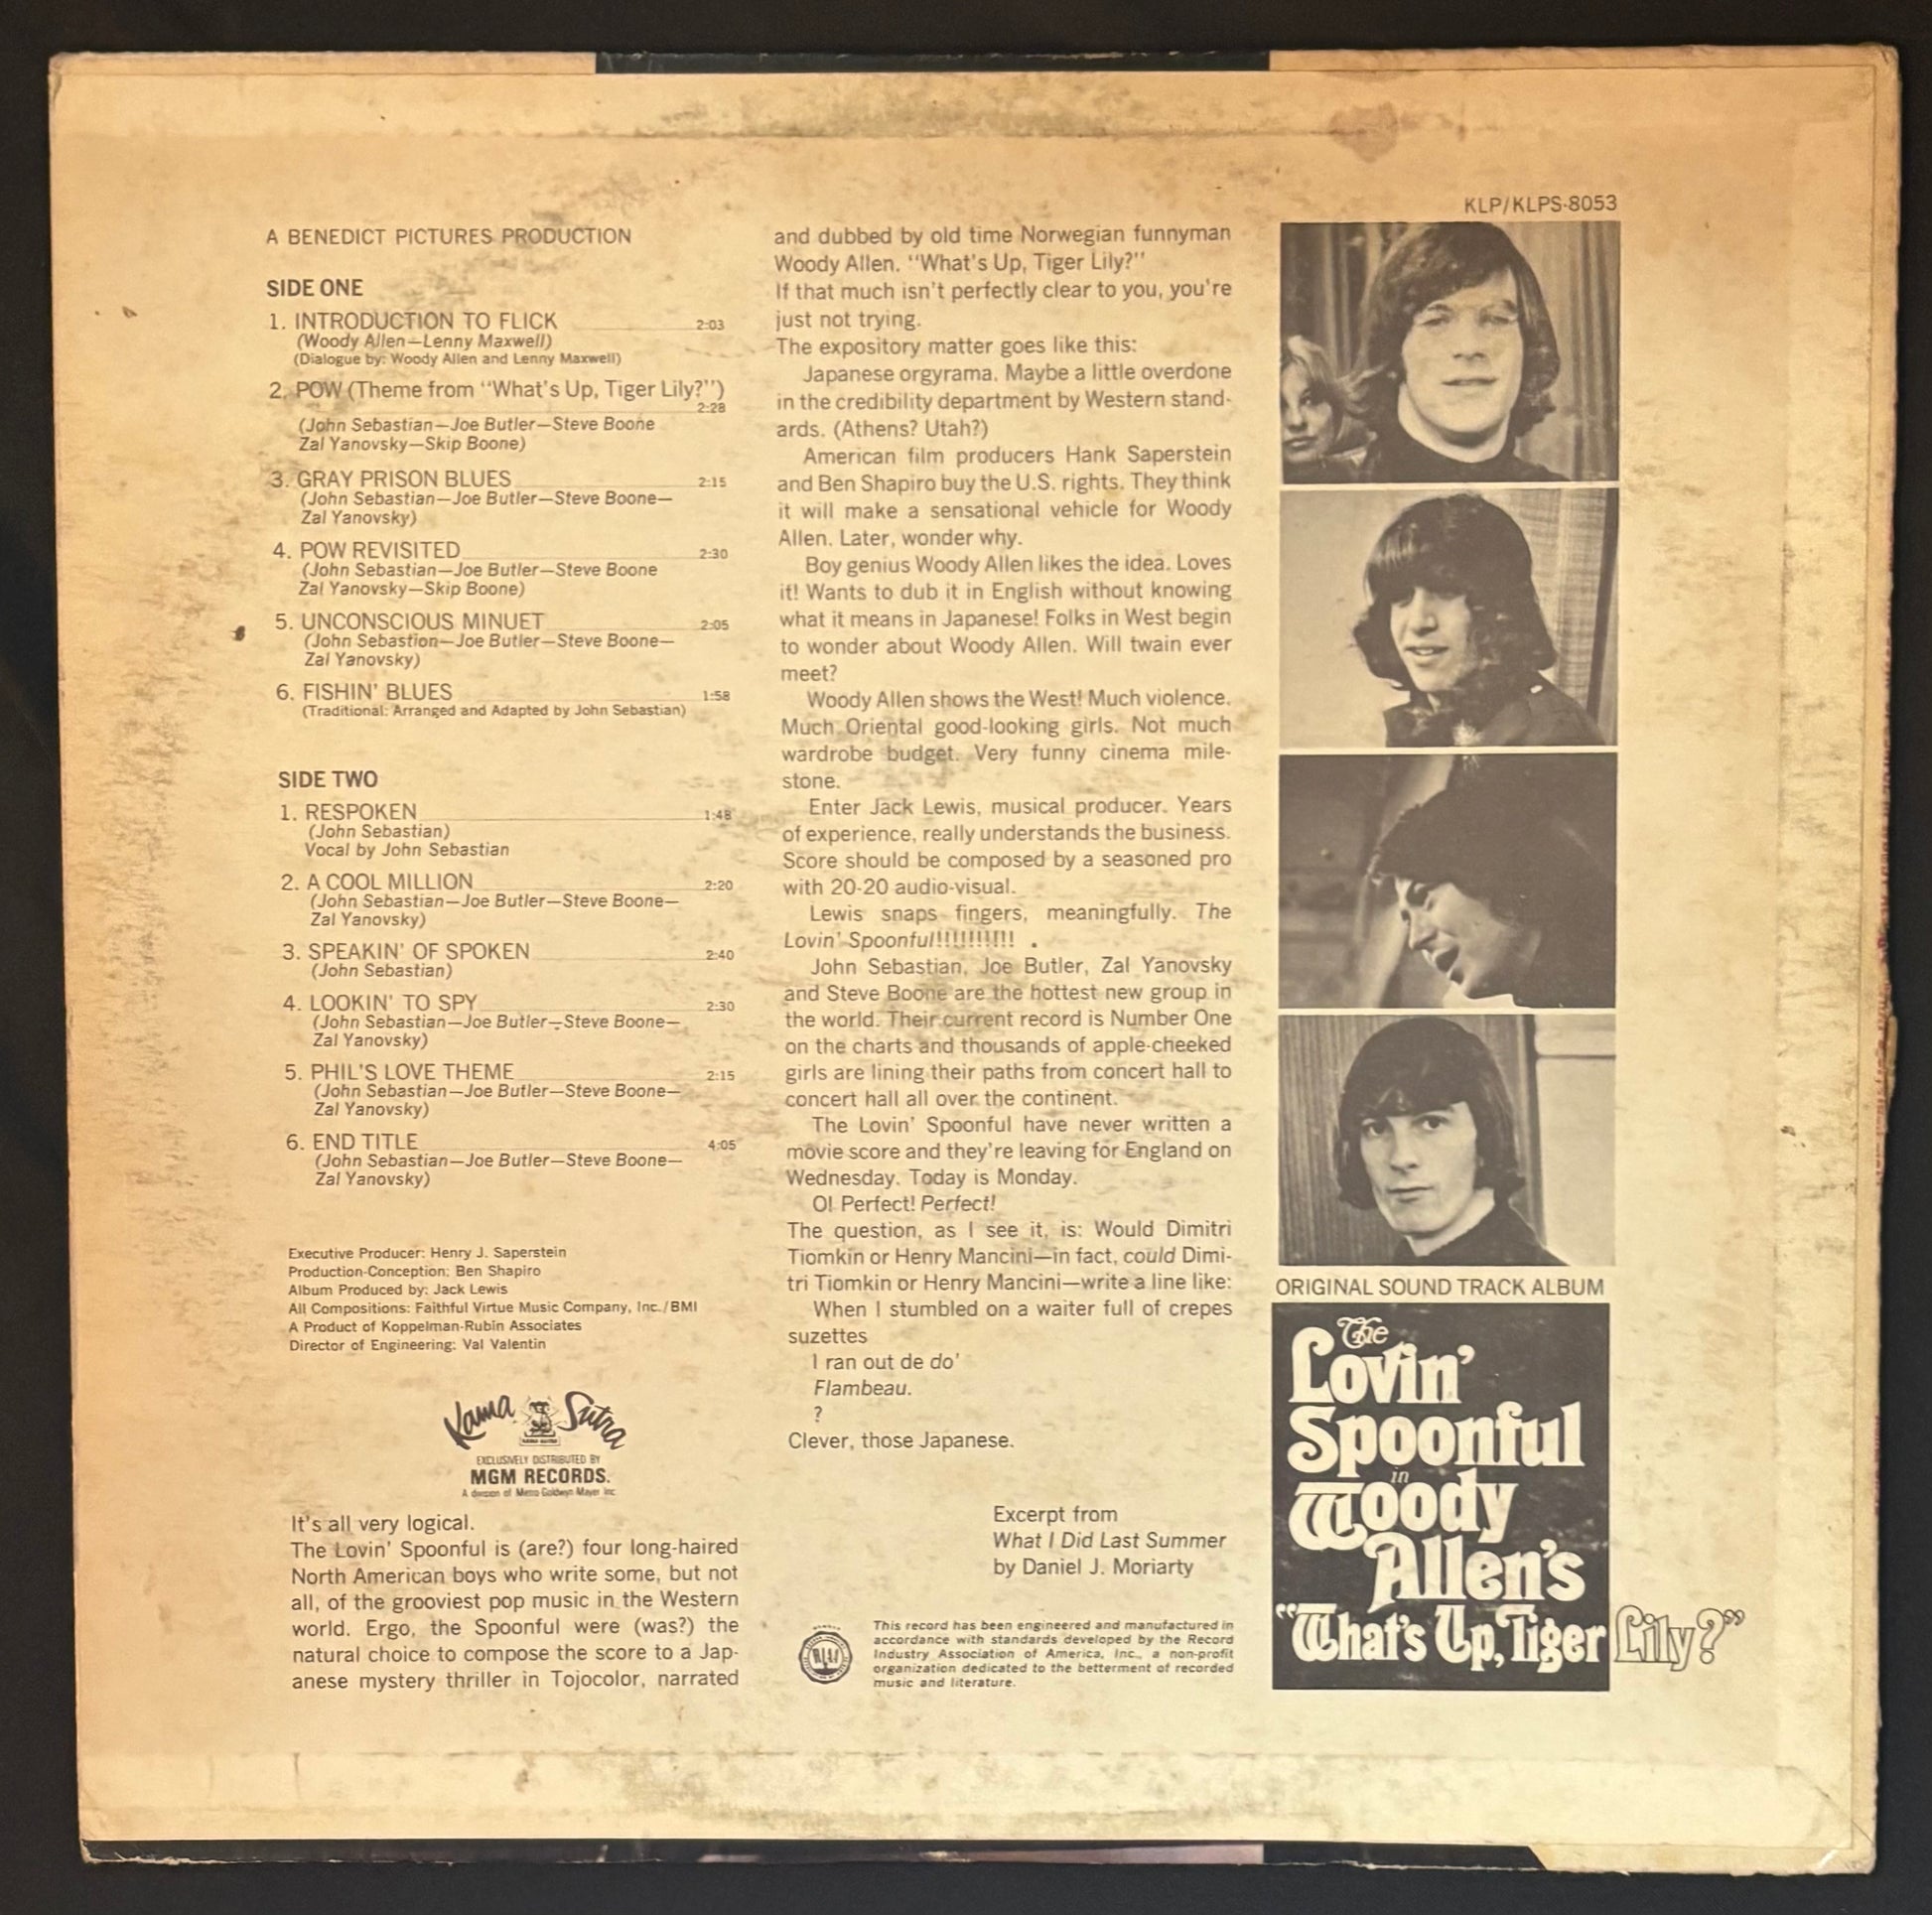 KLP/KLPS-8053
A BENEDICT PICTURES PRODUCTION
SIDE ONE
1. INTRODUCTION TO FLICK 2:03
(Woody Allen—Lenny Maxwell)
(Dialogue by: Woody Allen and Lenny Maxwell)
2. POW (Theme from "What's Up, Tiger Lily?")
2:28
(John Sebastian—Joe Butler—Steve Boone
Zal Yanovsky—Skip Boone)
3. GRAY PRISON BLUES 2:15
(John Sebastian—Joe Butler—Steve Boone—
Zal Yanovsky)
4. POW REVISITED 2:30
(John Sebastian—Joe Butler—Steve Boone
Zal Yanovsky—Skip Boone)
5. UNCONSCIOUS MINUET 2:05
(John Sebastion—Joe Butler—Steve Boone—
Zal Yanovsky)
6. FISHIN' BLUES 1:58
(Traditional: Arranged and Adapted by John Sebastian)
SIDE TWO
1. RESPOKEN 1:48
(John Sebastian)
Vocal by John Sebastian
2. A COOL MILLION 2:20
(John Sebastian—Joe Butler—Steve Boone—
Zal Yanovsky)
3. SPEAKIN' OF SPOKEN 2:40
(John Sebastian)
4. LOOKIN' TO SPY 2:30
(John Sebastian—Joe Butler—Steve Boone—
Zal Yanovsky)
5. PHIL'S LOVE THEME 2:15
(John Sebastian—Joe Butler—Steve Boone—
Zal Yanovsky)
6. END TITLE 4:05
(John Sebastian—Joe Butler—Steve Boone—
Zal Yanovsky)
Executive Producer: Henry J. Saperstein
Production-Conception: Ben Shapiro
Album Produced by: Jack Lewis
All Compositions: Faithful Virtue Music Company, Inc./BMI
A Product of Koppelman-Rubin Associates
Director of Engineering: Val Valentin
Kama Sutra
EXCLUSIVELY DISTRIBUTED BY
MGM RECORDS.
A division of Metro-Goldwyn-Mayer Inc.
It's all very logical.
The Lovin' Spoonful is (are?) four long-haired
North American boys who write some, but not
all, of the grooviest pop music in the Western
world. Ergo, the Spoonful were (was?) the
natural choice to compose the score to a Jap-
anese mystery thriller in Tojocolor, narrated
and dubbed by old time Norwegian funnyman
Woody Allen. "What's Up, Tiger Lily?"
If that much isn't perfectly clear to you, you're
just not trying.
The expository matter goes like this:
Japanese orgyrama. Maybe a little overdone
in the credibility department by Western stand-
ards. (Athens? Utah?)
American film producers Hank Saperstein
and Ben Shapiro buy the U.S. rights. They think
it will make a sensational vehicle for Woody
Allen. Later, wonder why.
Boy genius Woody Allen likes the idea. Loves
it! Wants to dub it in English without knowing
what it means in Japanese! Folks in West begin
to wonder about Woody Allen. Will twain ever
meet?
Woody Allen shows the West! Much violence.
Much Oriental good-looking girls. Not much
wardrobe budget. Very funny cinema mile-
stone.
Enter Jack Lewis, musical producer. Years
of experience, really understands the business.
Score should be composed by a seasoned pro
with 20-20 audio-visual.
Lewis snaps fingers, meaningfully. The
Lovin' Spoonful!!!!!!!!!!! .
John Sebastian, Joe Butler, Zal Yanovsky
and Steve Boone are the hottest new group in
the world. Their current record is Number One
on the charts and thousands of apple-cheeked
girls are lining their paths from concert hall to
concert hall all over the continent.
The Lovin' Spoonful have never written a
movie score and they're leaving for England on
Wednesday. Today is Monday.
O! Perfect! Perfect!
The question, as I see it, is: Would Dimitri
Tiomkin or Henry Mancini—in fact, could Dimi-
tri Tiomkin or Henry Mancini—write a line like:
When I stumbled on a waiter full of crepes
suzettes
I ran out de do'
Flambeau.
?
Clever, those Japanese.
Excerpt from
What I Did Last Summer
by Daniel J. Moriarty
This record has been engineered and manufactured in
accordance with standards developed by the Record
Industry Association of America, Inc., a non-profit
organization dedicated to the betterment of recorded
music and literature.
ORIGINAL SOUND TRACK ALBUM
The
Lovin'
Spoonful
in
Woody
Allen's
"What's Up, Tiger Lily?"